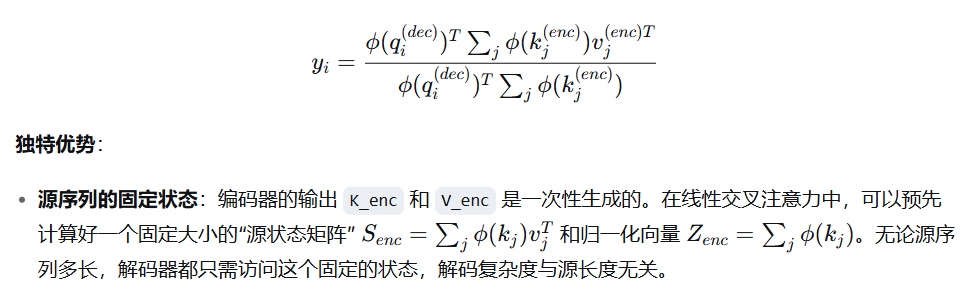 y_i = \frac{\phi(q_i^{(dec)})^T \sum_j \phi(k_j^{(enc)}) v_j^{(enc)T}}{\phi(q_i^{(dec)})^T \sum_j \phi(k_j^{(enc)})}
独特优势：
• 源序列的固定状态：编码器的输出 K_enc 和 V_enc 是一次性生成的。在线性交叉注意力中，可以预先
计算好一个固定大小的“源状态矩阵” S_{enc} = \sum_j \phi(k_j) v_j^T 和归一化向量 Z_{enc} = \sum_j \phi(k_j)。无论源序
列多长，解码器都只需访问这个固定的状态，解码复杂度与源长度无关。